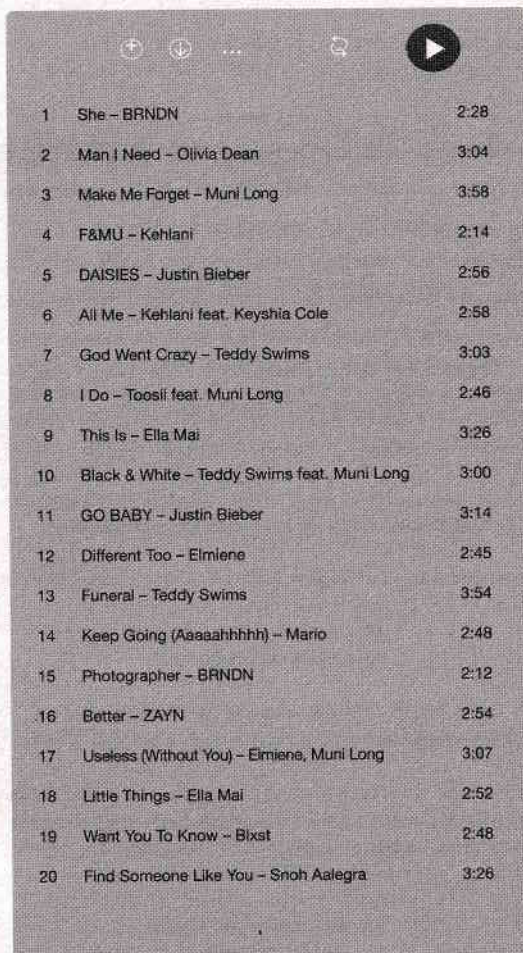 1 She – BRNDN 2:28
2 Man I Need – Olivia Dean 3:04
3 Make Me Forget – Muni Long 3:58
4 F&MU – Kehlani 2:14
5 DAISIES – Justin Bieber 2:56
6 All Me – Kehlani feat. Keyshia Cole 2:58
7 God Went Crazy – Teddy Swims 3:03
8 I Do – Toosii feat. Muni Long 2:46
9 This Is – Ella Mai 3:26
10 Black & White – Teddy Swims feat. Muni Long 3:00
11 GO BABY – Justin Bieber 3:14
12 Different Too – Elmiene 2:45
13 Funeral – Teddy Swims 3:54
14 Keep Going (Aaaaahhhhh) – Mario 2:48
15 Photographer – BRNDN 2:12
16 Better – ZAYN 2:54
17 Useless (Without You) – Elmiene, Muni Long 3:07
18 Little Things – Ella Mai 2:52
19 Want You To Know – Blxst 2:48
20 Find Someone Like You – Snoh Aalegra 3:26